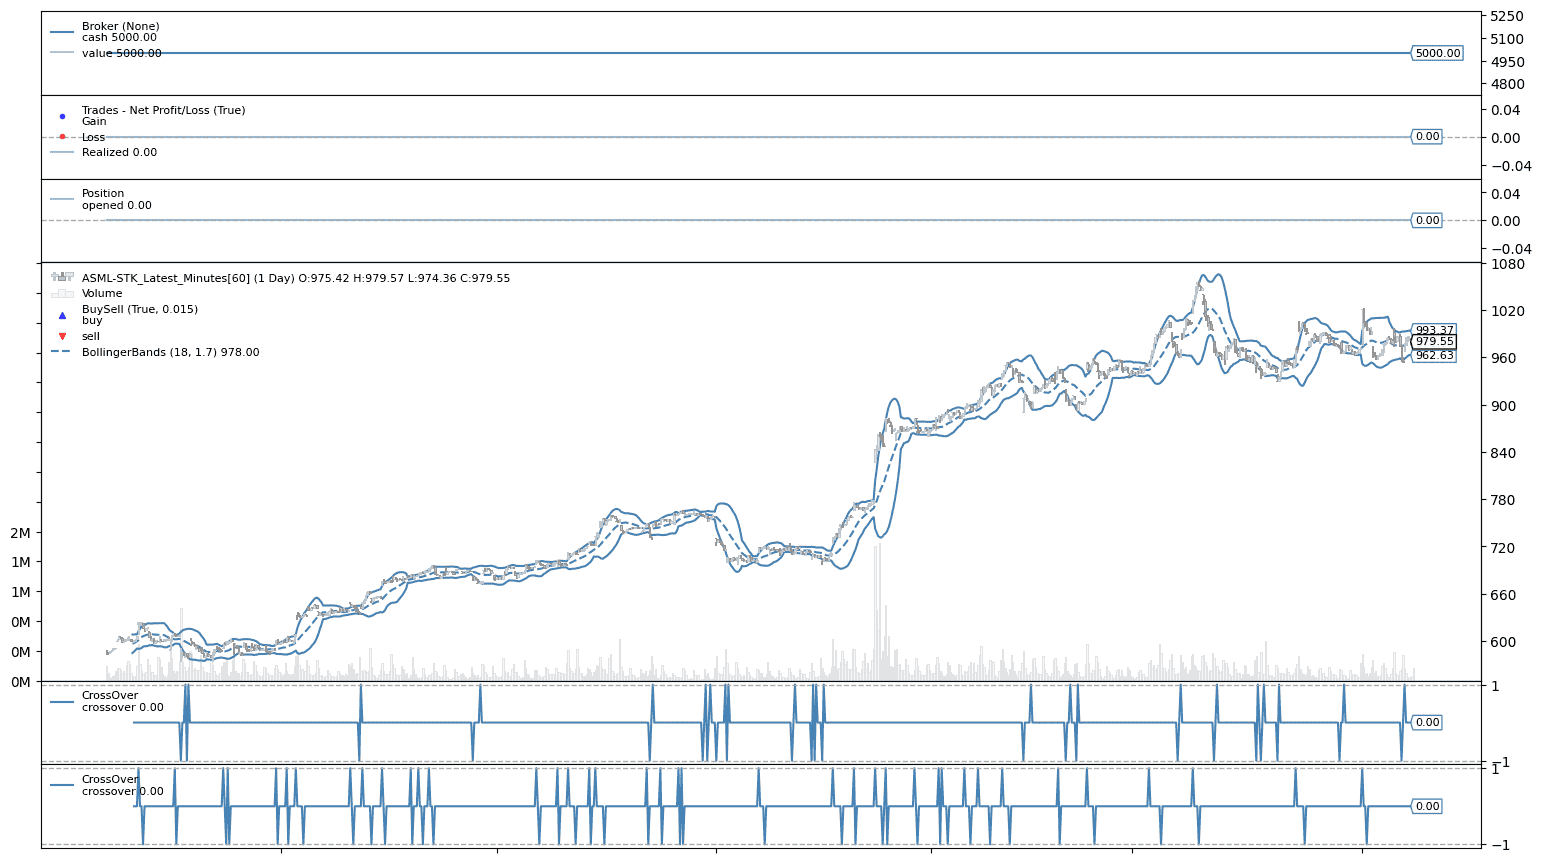 Broker (None)
cash 5000.00
value 5000.00
5250
5100
4950
4800
5000.00
Trades - Net Profit/Loss (True)
Gain
Loss
Realized 0.00
0.04
0.00
−0.04
0.00
Position
opened 0.00
0.04
0.00
−0.04
0.00
ASML-STK_Latest_Minutes[60] (1 Day) O:975.42 H:979.57 L:974.36 C:979.55
Volume
BuySell (True, 0.015)
buy
sell
BollingerBands (18, 1.7) 978.00
1080
1020
960
900
840
780
720
660
600
993.37
979.55
962.63
2M
1M
1M
0M
0M
0M
CrossOver
crossover 0.00
1
0.00
−1
CrossOver
crossover 0.00
1
0.00
−1